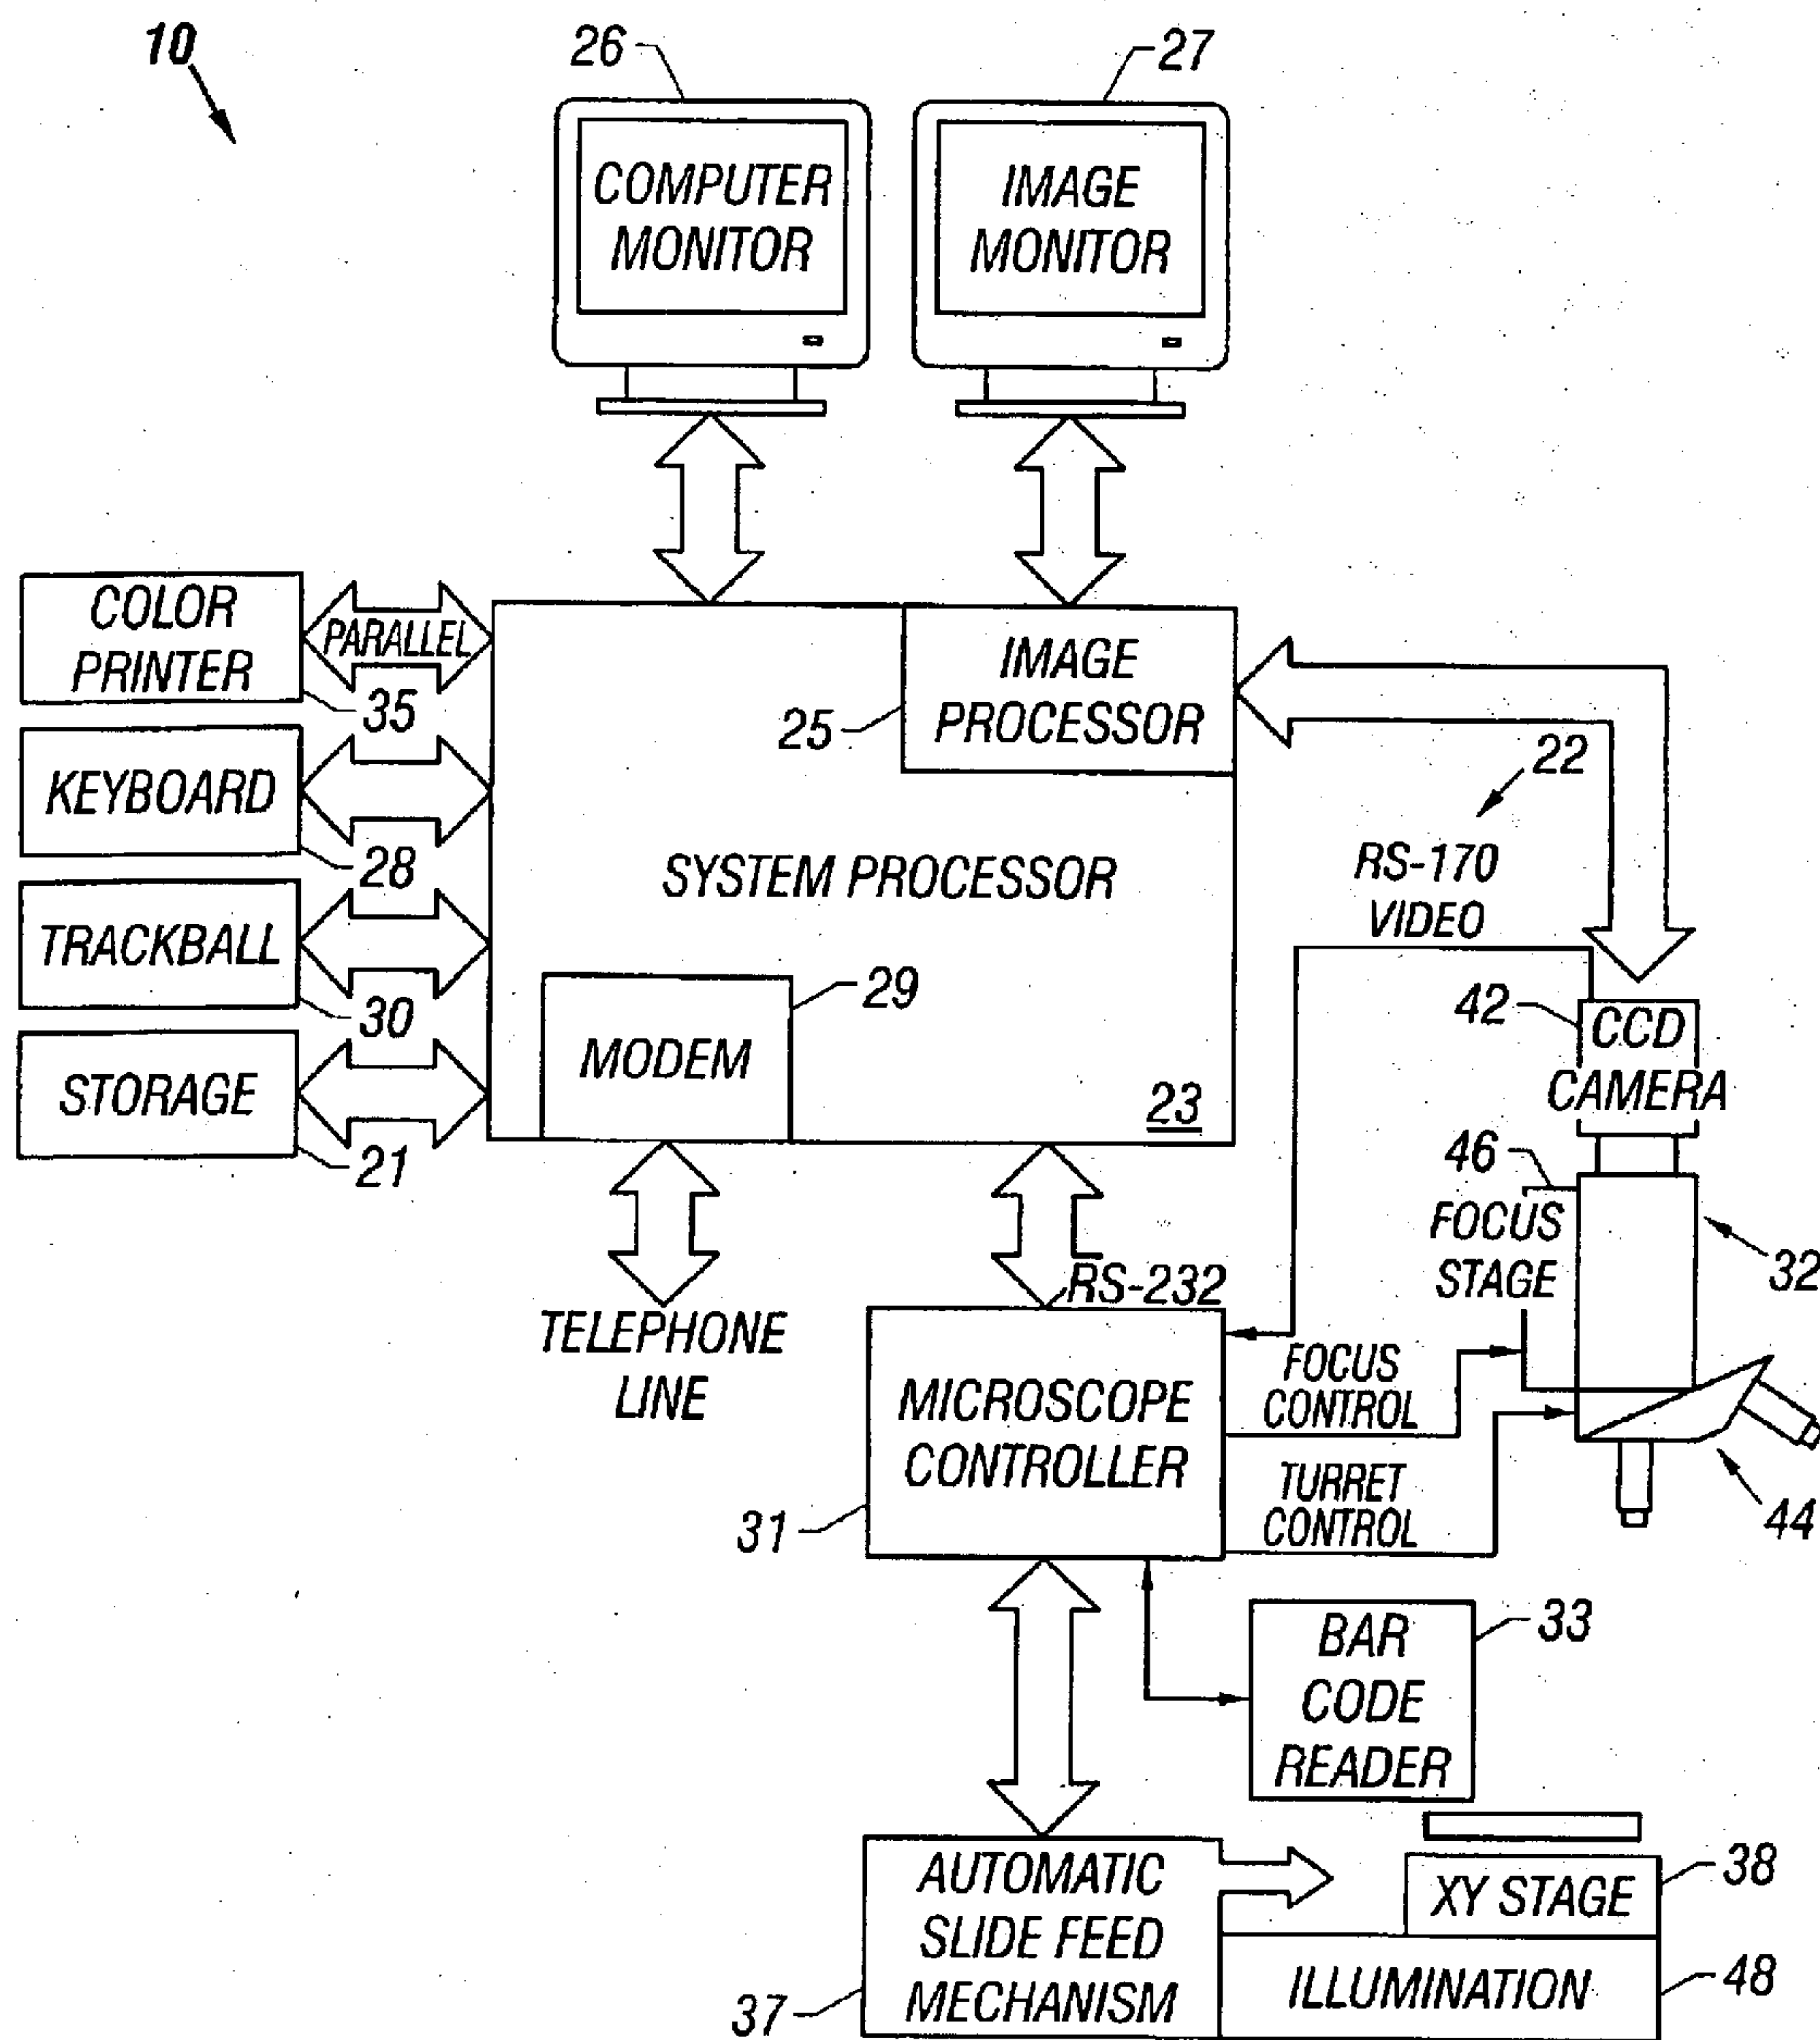 10
26
27
COMPUTER
MONITOR
IMAGE
MONITOR
COLOR
PRINTER
PARALLEL
35
KEYBOARD
28
TRACKBALL
30
STORAGE
21
IMAGE
PROCESSOR
25
SYSTEM PROCESSOR
MODEM
29
23
22
RS-170
VIDEO
42
CCD
CAMERA
46
FOCUS
STAGE
32
TELEPHONE
LINE
RS-232
MICROSCOPE
CONTROLLER
31
FOCUS
CONTROL
TURRET
CONTROL
44
BAR
CODE
READER
33
AUTOMATIC
SLIDE FEED
MECHANISM
37
XY STAGE
38
ILLUMINATION
48